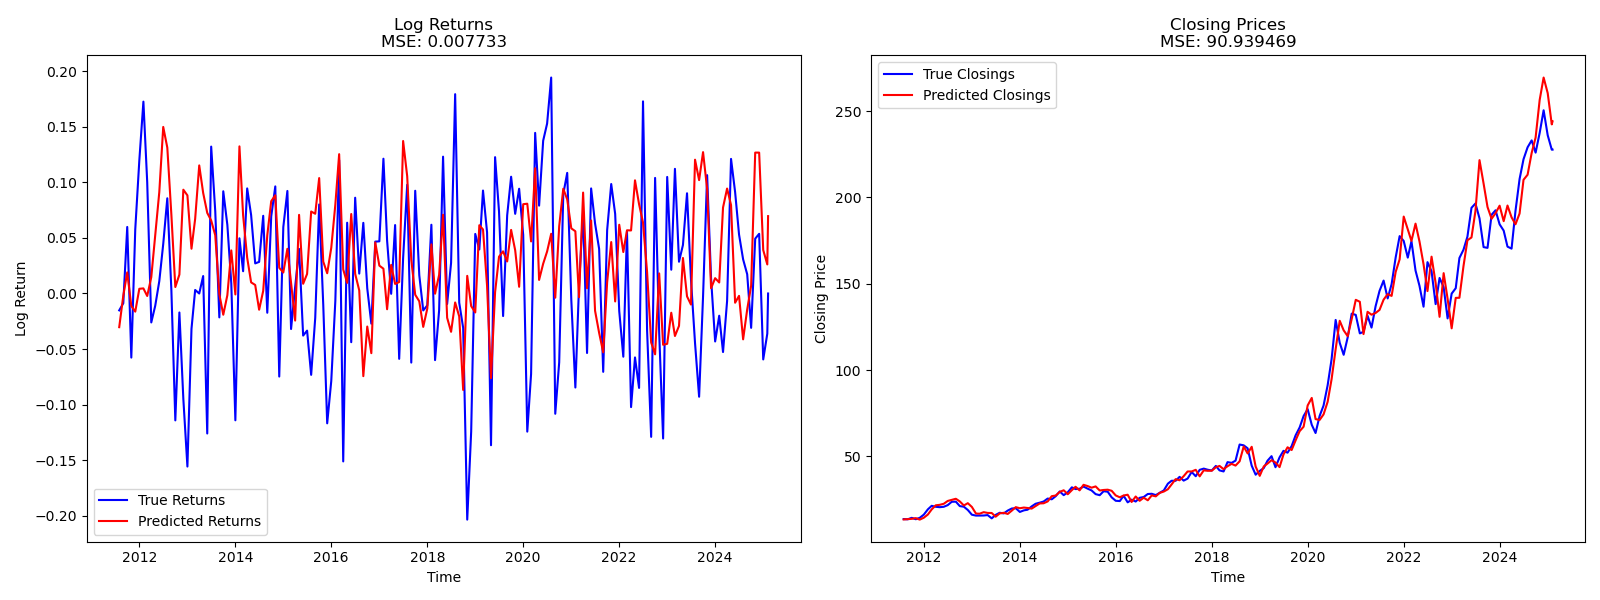 Log Returns
MSE: 0.007733
0.20
0.15
0.10
0.05
0.00
−0.05
−0.10
−0.15
−0.20
Log Return
True Returns
Predicted Returns
2012 2014 2016 2018 2020 2022 2024
Time
Closing Prices
MSE: 90.939469
True Closings
Predicted Closings
250
200
150
100
50
Closing Price
2012 2014 2016 2018 2020 2022 2024
Time